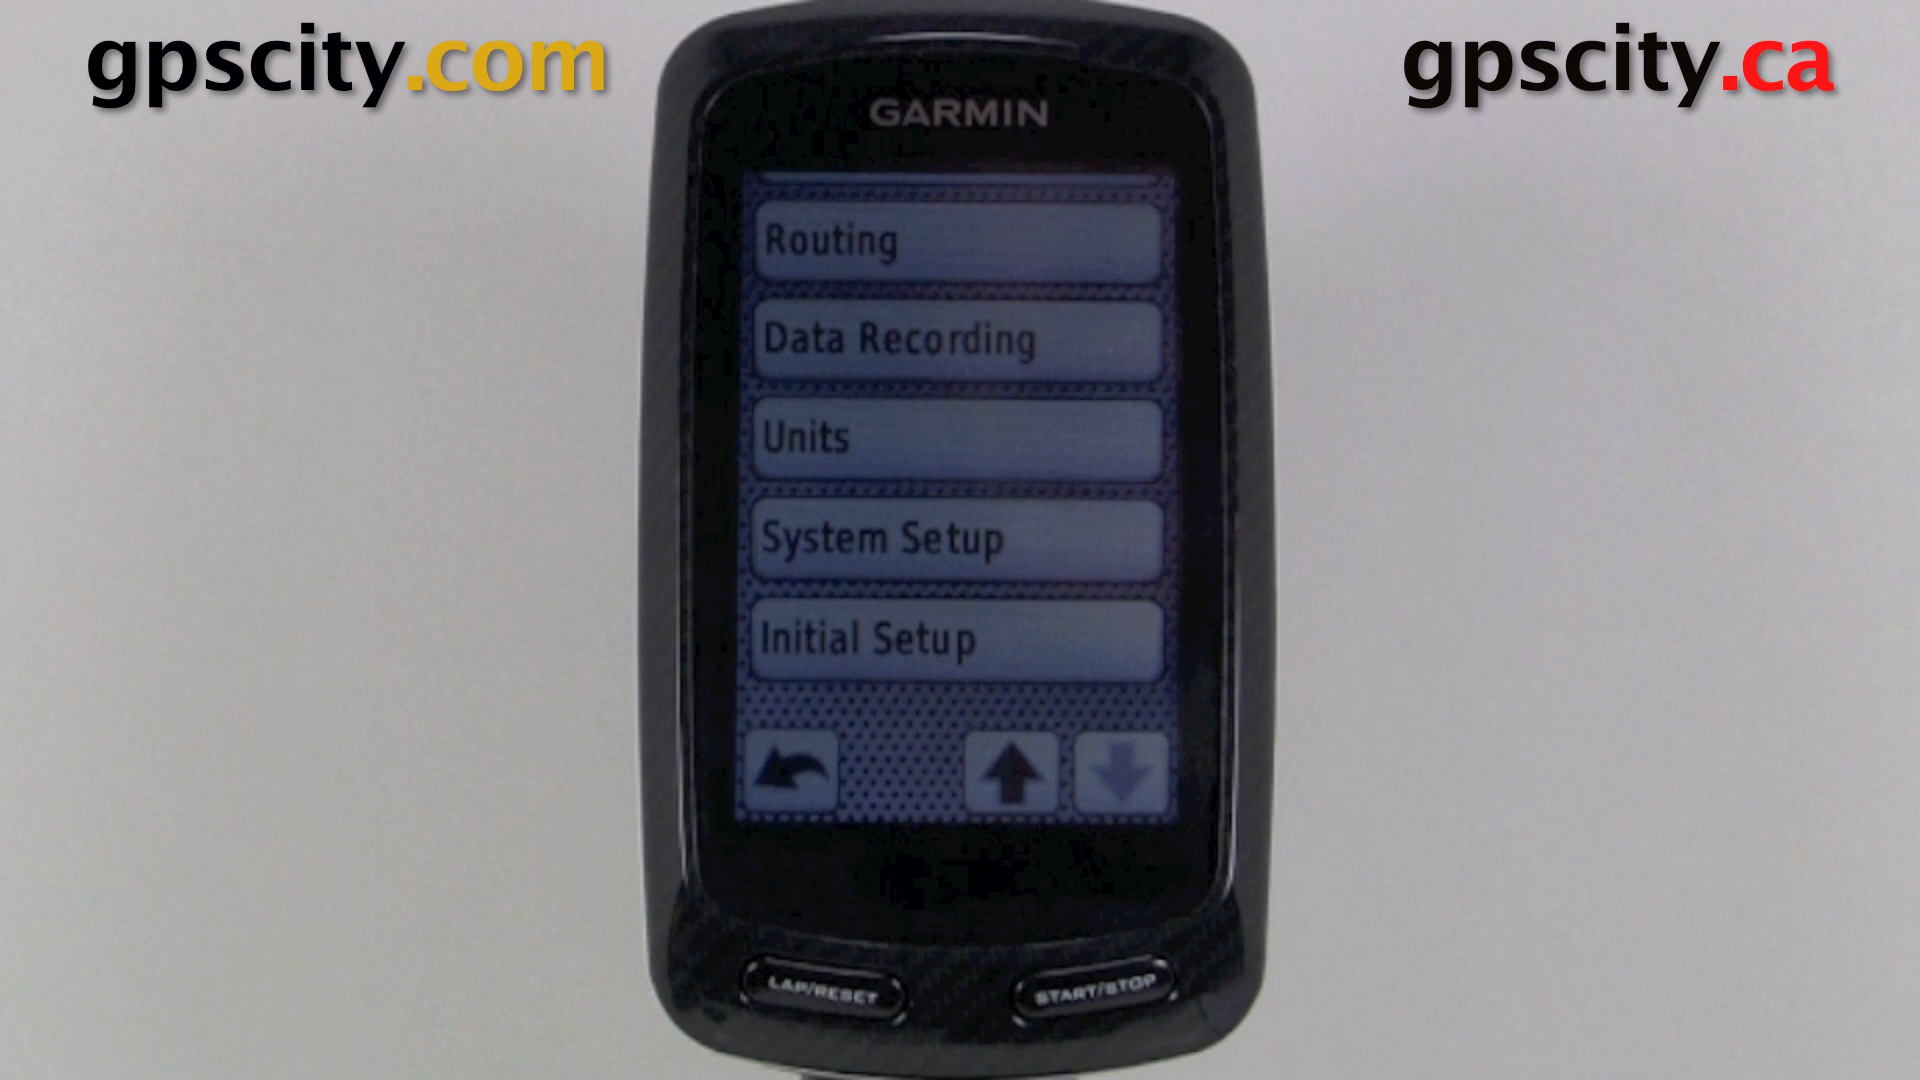 gpscity.com
gpscity.ca
GARMIN
Routing
Data Recording
Units
System Setup
Initial Setup
LAP/RESET
START/STOP